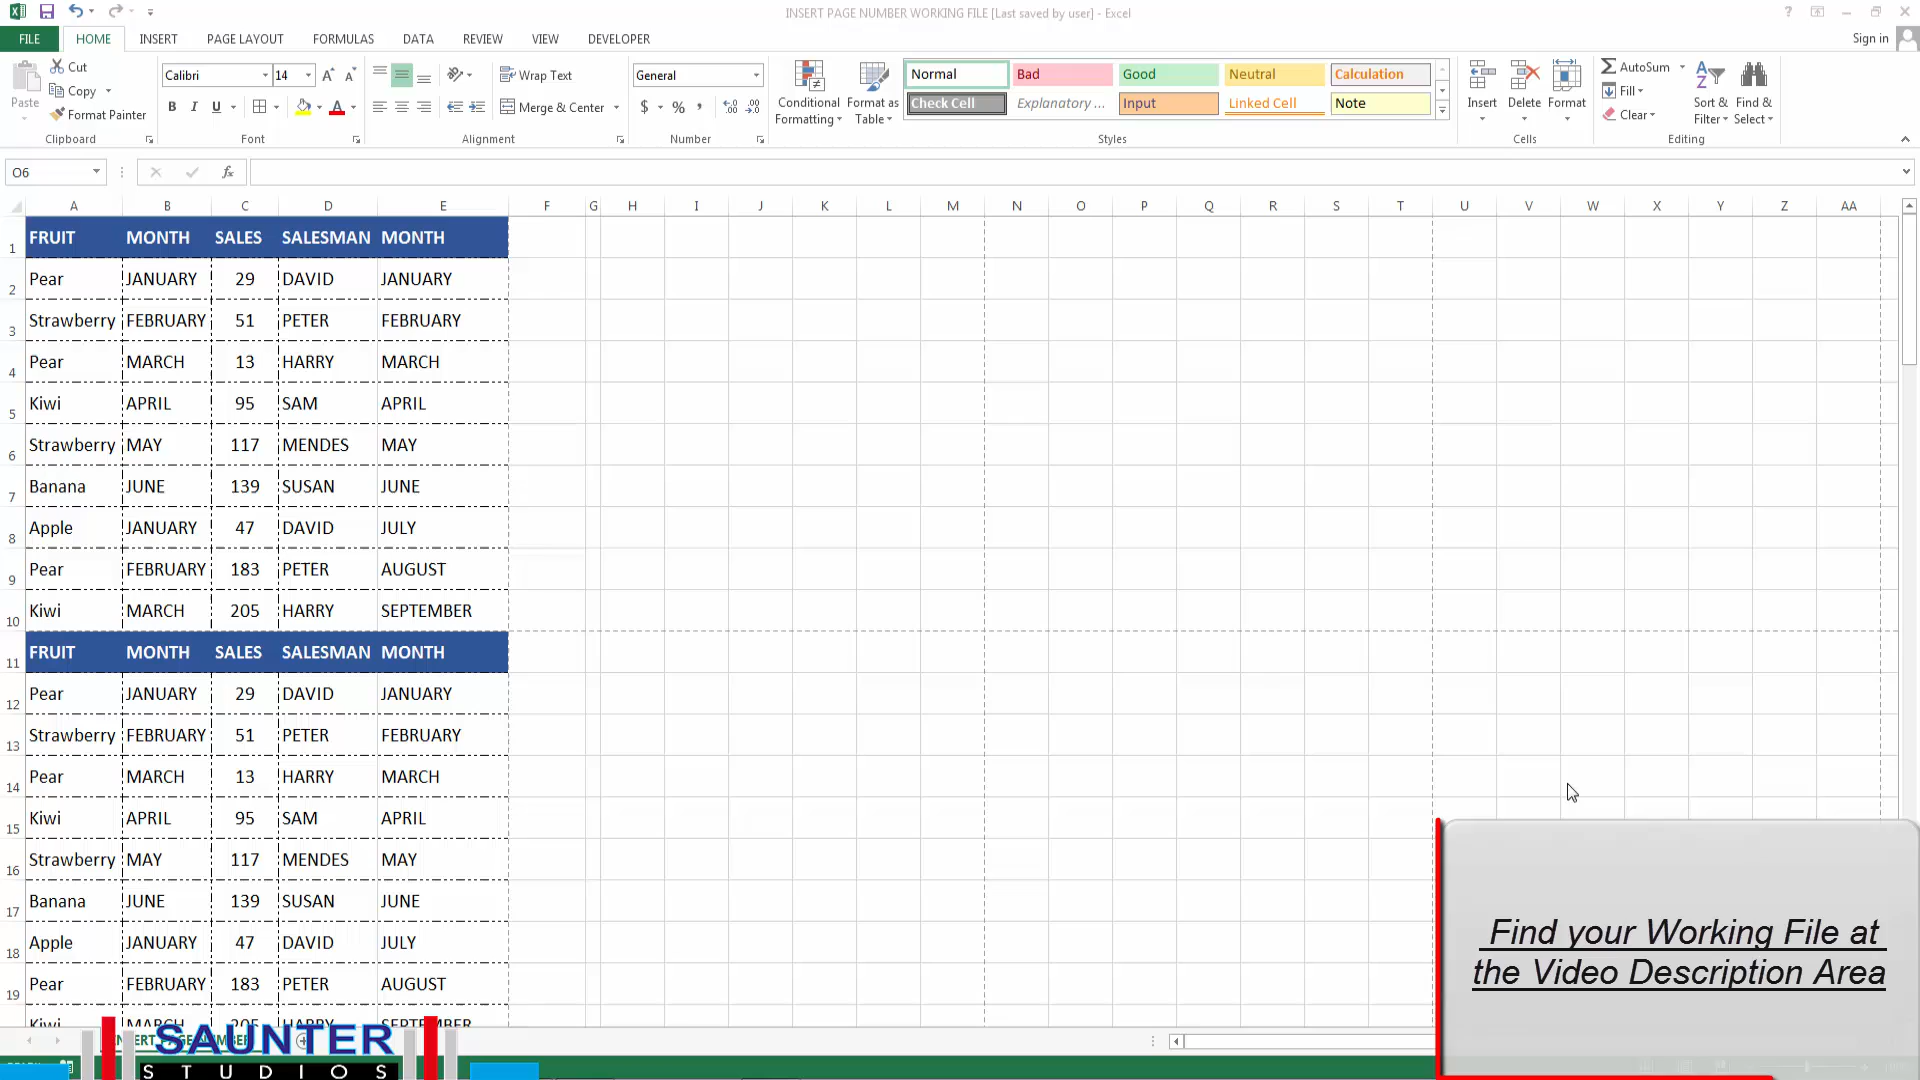 INSERT PAGE NUMBER WORKING FILE [Last saved by user] - Excel
FILE HOME INSERT PAGE LAYOUT FORMULAS DATA REVIEW VIEW DEVELOPER Sign in
Cut
Copy
Format Painter
Paste
Clipboard
Calibri 14
B I U
Font
Wrap Text
Merge & Center
Alignment
General
$ % ,
Number
Conditional Formatting
Format as Table
Normal Bad Good Neutral Calculation
Check Cell Explanatory ... Input Linked Cell Note
Styles
Insert Delete Format
Cells
AutoSum
Fill
Clear
Sort & Filter
Find & Select
Editing
O6 fx
A B C D E F G H I J K L M N O P Q R S T U V W X Y Z AA
1 FRUIT MONTH SALES SALESMAN MONTH
2 Pear JANUARY 29 DAVID JANUARY
3 Strawberry FEBRUARY 51 PETER FEBRUARY
4 Pear MARCH 13 HARRY MARCH
5 Kiwi APRIL 95 SAM APRIL
6 Strawberry MAY 117 MENDES MAY
7 Banana JUNE 139 SUSAN JUNE
8 Apple JANUARY 47 DAVID JULY
9 Pear FEBRUARY 183 PETER AUGUST
10 Kiwi MARCH 205 HARRY SEPTEMBER
11 FRUIT MONTH SALES SALESMAN MONTH
12 Pear JANUARY 29 DAVID JANUARY
13 Strawberry FEBRUARY 51 PETER FEBRUARY
14 Pear MARCH 13 HARRY MARCH
15 Kiwi APRIL 95 SAM APRIL
16 Strawberry MAY 117 MENDES MAY
17 Banana JUNE 139 SUSAN JUNE
18 Apple JANUARY 47 DAVID JULY
19 Pear FEBRUARY 183 PETER AUGUST
Kiwi MARCH 205 HARRY SEPTEMBER
Find your Working File at
the Video Description Area
SAUNTER
STUDIOS